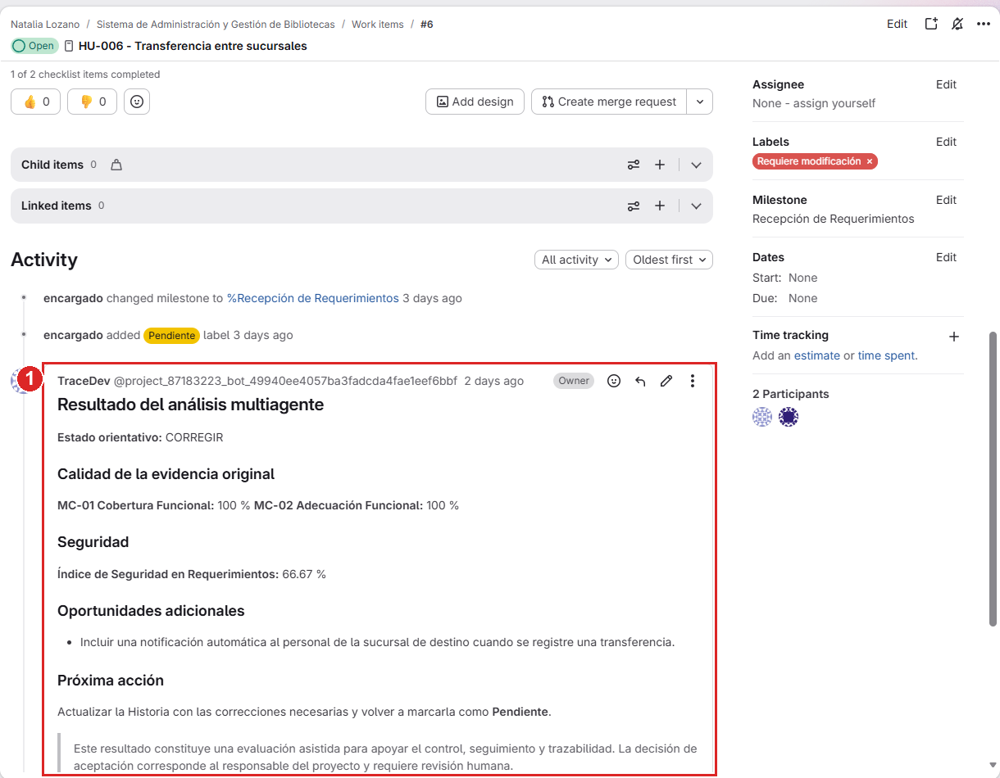 Natalia Lozano / Sistema de Administración y Gestión de Bibliotecas / Work items / #6
Edit
Open HU-006 - Transferencia entre sucursales
1 of 2 checklist items completed
👍 0 👎 0
Add design
Create merge request
Child items 0
Linked items 0
Activity
All activity
Oldest first
encargado changed milestone to %Recepción de Requerimientos 3 days ago
encargado added Pendiente label 3 days ago
1
TraceDev @project_87183223_bot_49940ee4057ba3fadcda4fae1eef6bbf 2 days ago
Owner
Resultado del análisis multiagente
Estado orientativo: CORREGIR
Calidad de la evidencia original
MC-01 Cobertura Funcional: 100 % MC-02 Adecuación Funcional: 100 %
Seguridad
Índice de Seguridad en Requerimientos: 66.67 %
Oportunidades adicionales
• Incluir una notificación automática al personal de la sucursal de destino cuando se registre una transferencia.
Próxima acción
Actualizar la Historia con las correcciones necesarias y volver a marcarla como Pendiente.
Este resultado constituye una evaluación asistida para apoyar el control, seguimiento y trazabilidad. La decisión de
aceptación corresponde al responsable del proyecto y requiere revisión humana.
Assignee Edit
None - assign yourself
Labels Edit
Requiere modificación ×
Milestone Edit
Recepción de Requerimientos
Dates Edit
Start: None
Due: None
Time tracking
Add an estimate or time spent.
2 Participants